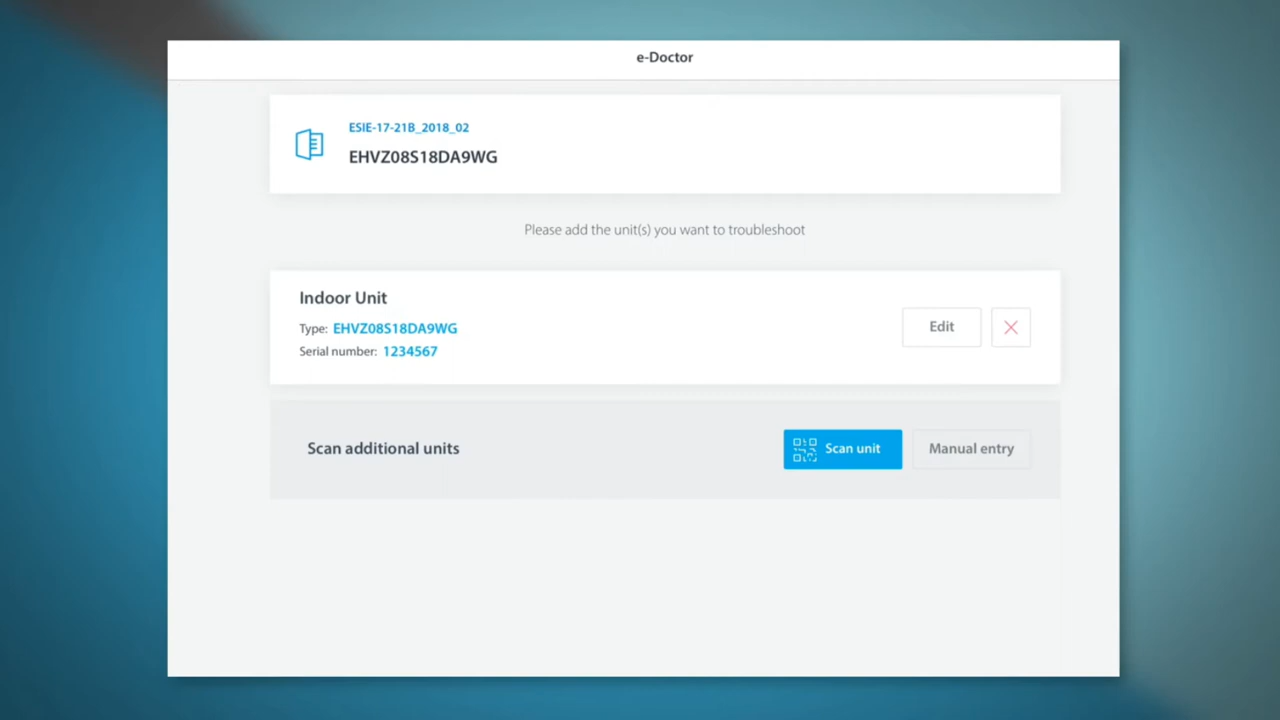 e-Doctor
ESIE-17-21B_2018_02
EHVZ08S18DA9WG
Please add the unit(s) you want to troubleshoot
Indoor Unit
Type: EHVZ08S18DA9WG
Serial number: 1234567
Edit
Scan additional units
Scan unit
Manual entry